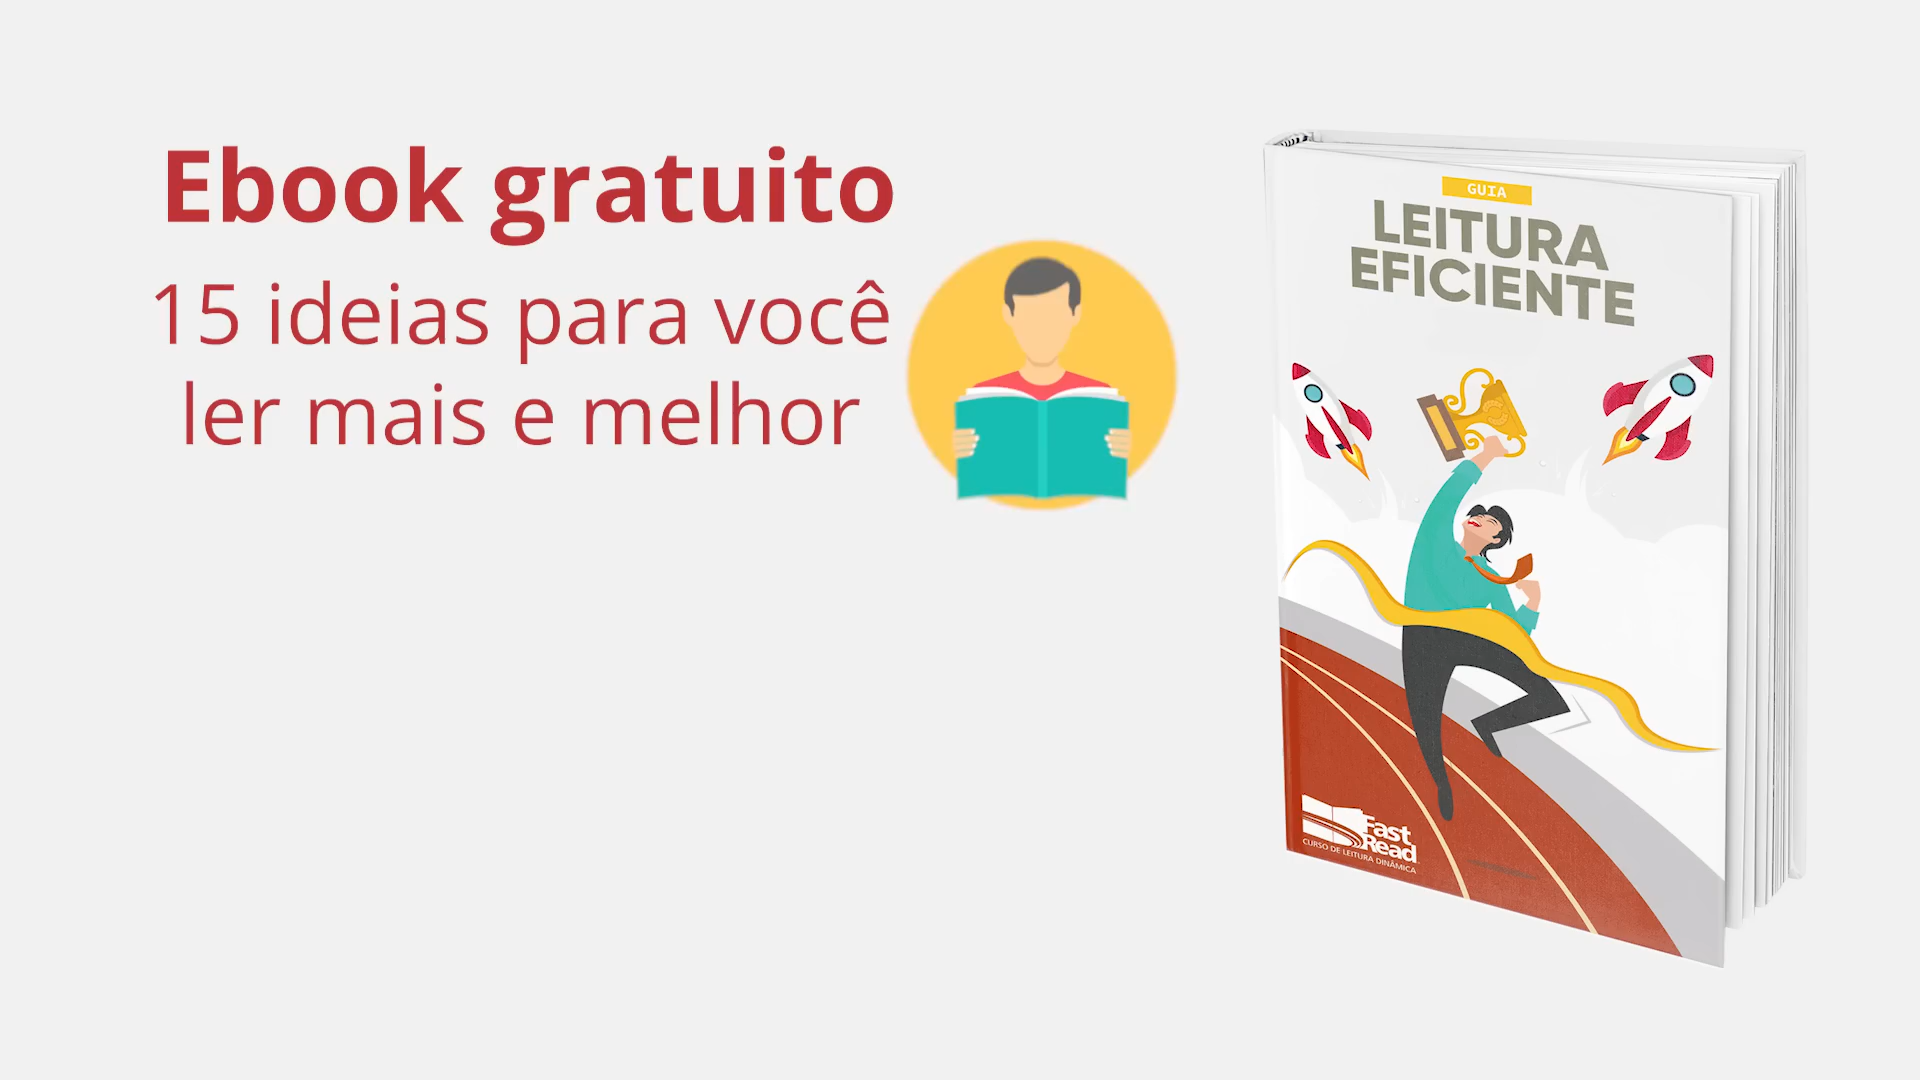 Ebook gratuito
15 ideias para você
ler mais e melhor
GUIA
LEITURA
EFICIENTE
Fast
Read
CURSO DE LEITURA DINÂMICA